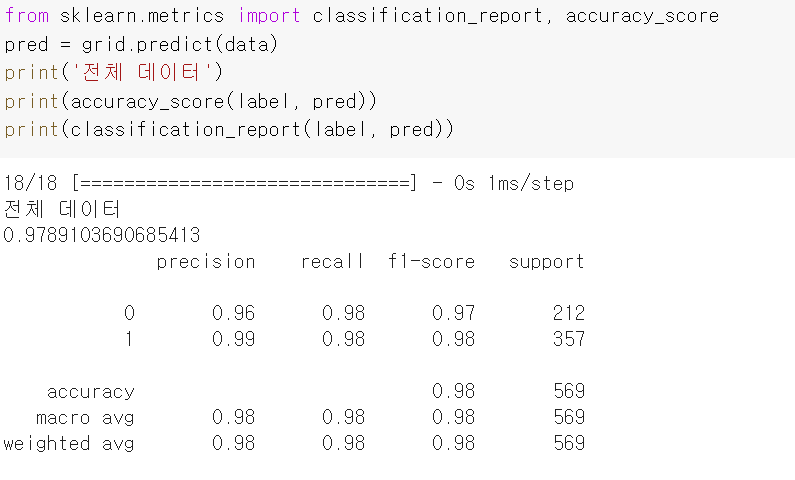 from sklearn.metrics import classification_report, accuracy_score
pred = grid.predict(data)
print('전체 데이터')
print(accuracy_score(label, pred))
print(classification_report(label, pred))
18/18 [==============================] - 0s 1ms/step
전체 데이터
0.9789103690685413
precision recall f1-score support
0 0.96 0.98 0.97 212
1 0.99 0.98 0.98 357
accuracy 0.98 569
macro avg 0.98 0.98 0.98 569
weighted avg 0.98 0.98 0.98 569